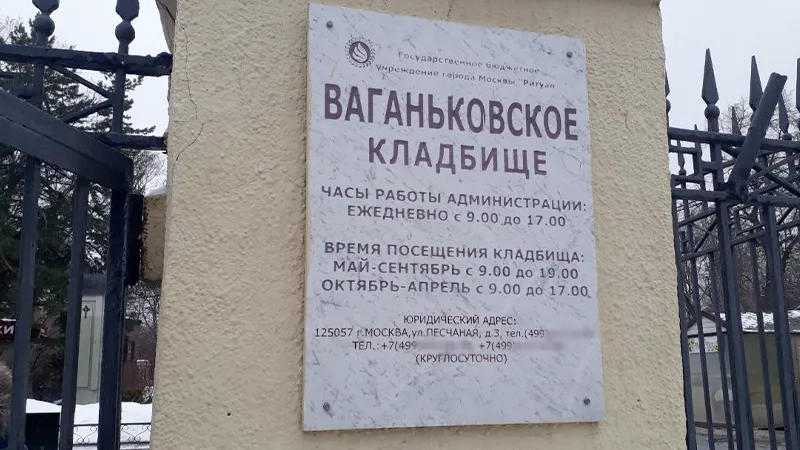 Государственное бюджетное
Учреждение города Москвы "Ритуал
ВАГАНЬКОВСКОЕ
КЛАДБИЩЕ
ЧАСЫ РАБОТЫ АДМИНИСТРАЦИИ:
ЕЖЕДНЕВНО с 9.00 до 17.00
ВРЕМЯ ПОСЕЩЕНИЯ КЛАДБИЩА:
МАЙ-СЕНТЯБРЬ с 9.00 до 19.00
ОКТЯБРЬ-АПРЕЛЬ с 9.00 до 17.00
ЮРИДИЧЕСКИЙ АДРЕС:
125057 г.МОСКВА,ул.ПЕСЧАНАЯ, д.3, тел.(499)
ТЕЛ.:+7(499 +7(499)
(КРУГЛОСУТОЧНО)